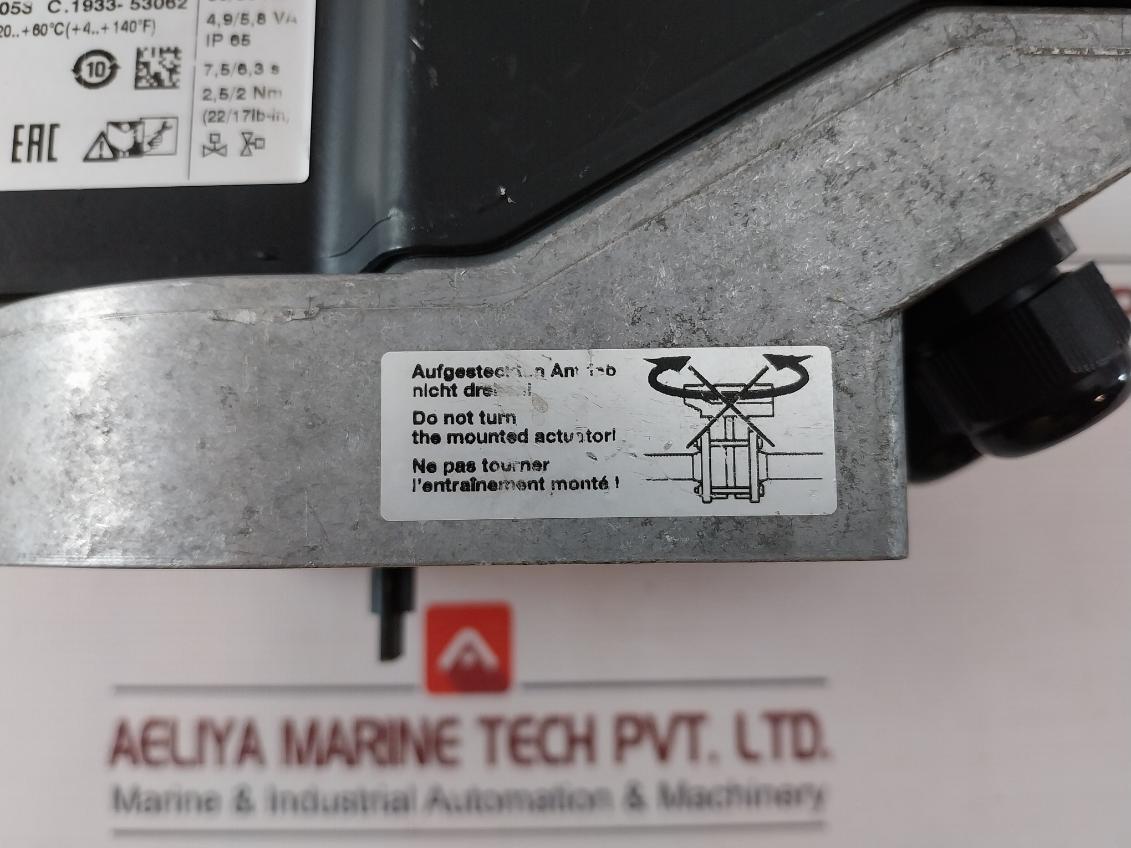 C.1933- 53062
20..+60°C(+4..+140°F)
10
EAC
4,9/5,8 VA
IP 65
7,5/6,3 s
2,5/2 Nm
(22/17lb-in,
nicht
Do not turn
the mounted actuator!
Ne pas tourner
l'entraînement monté !
AELIYA MARINE TECH PVT. LTD.
Marine & Industrial Automation & Machinery